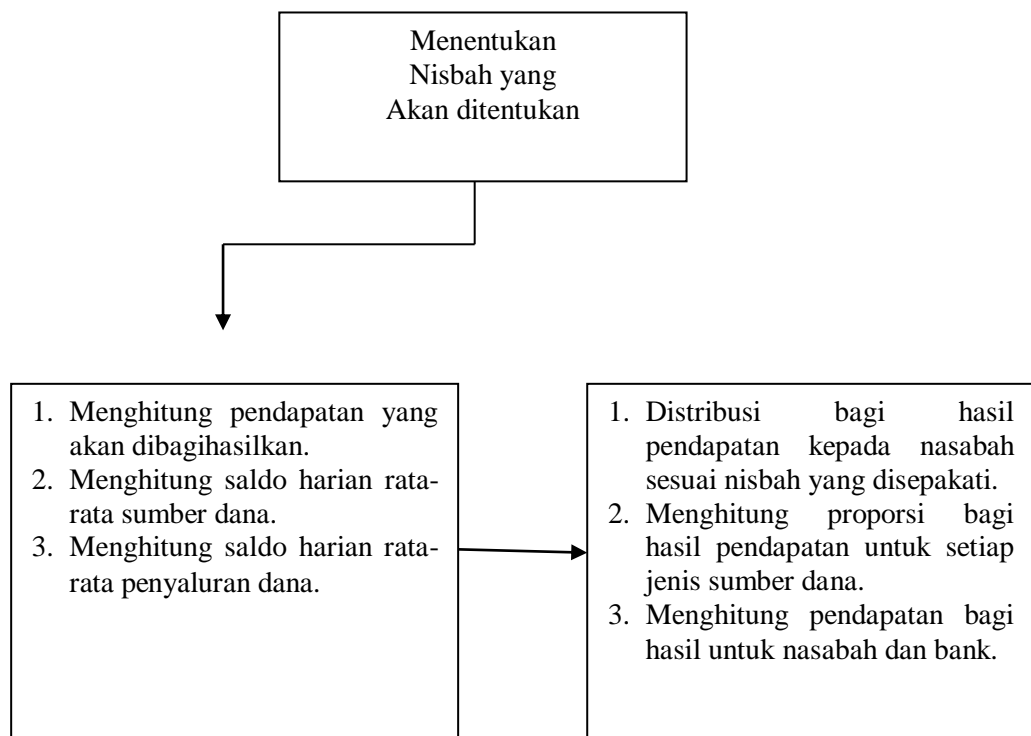 Menentukan
Nisbah yang
Akan ditentukan
1. Menghitung pendapatan yang
akan dibagihasilkan.
2. Menghitung saldo harian rata-
rata sumber dana.
3. Menghitung saldo harian rata-
rata penyaluran dana.
1. Distribusi bagi hasil
pendapatan kepada nasabah
sesuai nisbah yang disepakati.
2. Menghitung proporsi bagi
hasil pendapatan untuk setiap
jenis sumber dana.
3. Menghitung pendapatan bagi
hasil untuk nasabah dan bank.